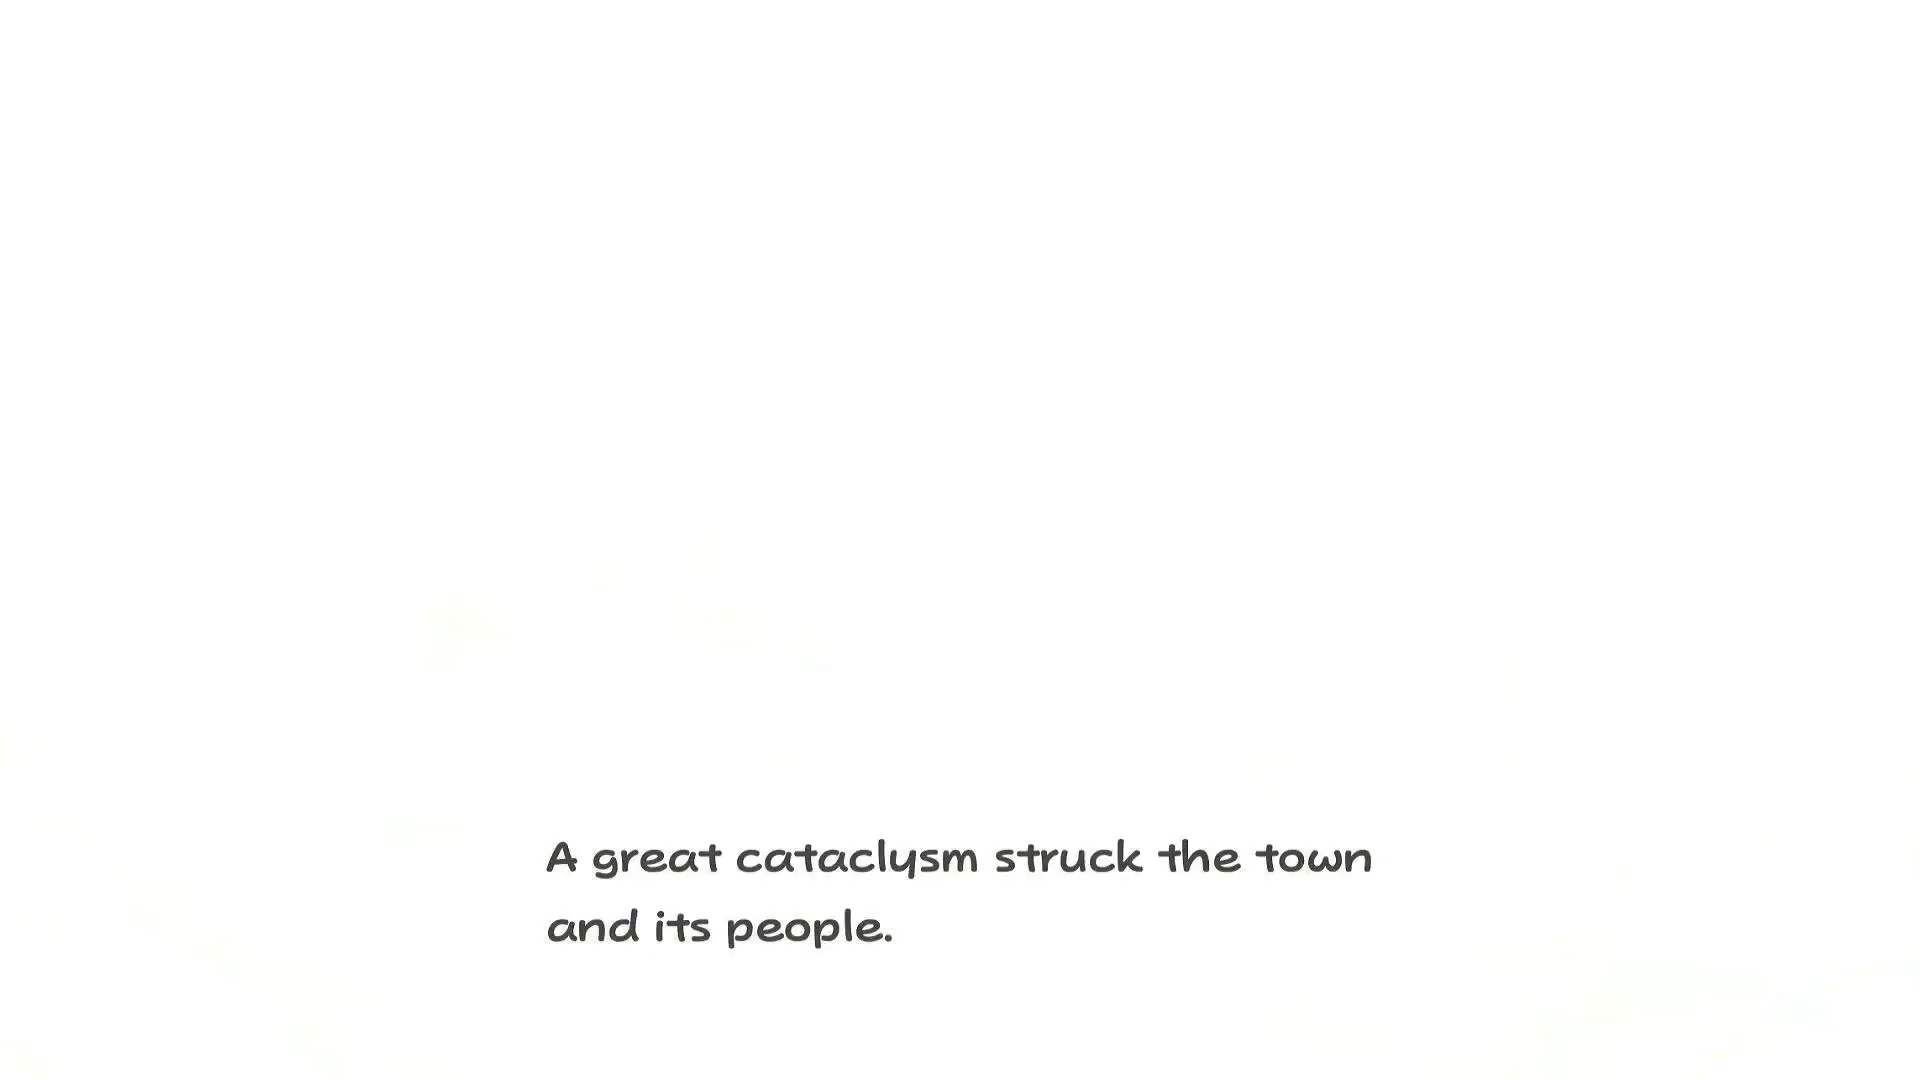 A great cataclysm struck the town
and its people.